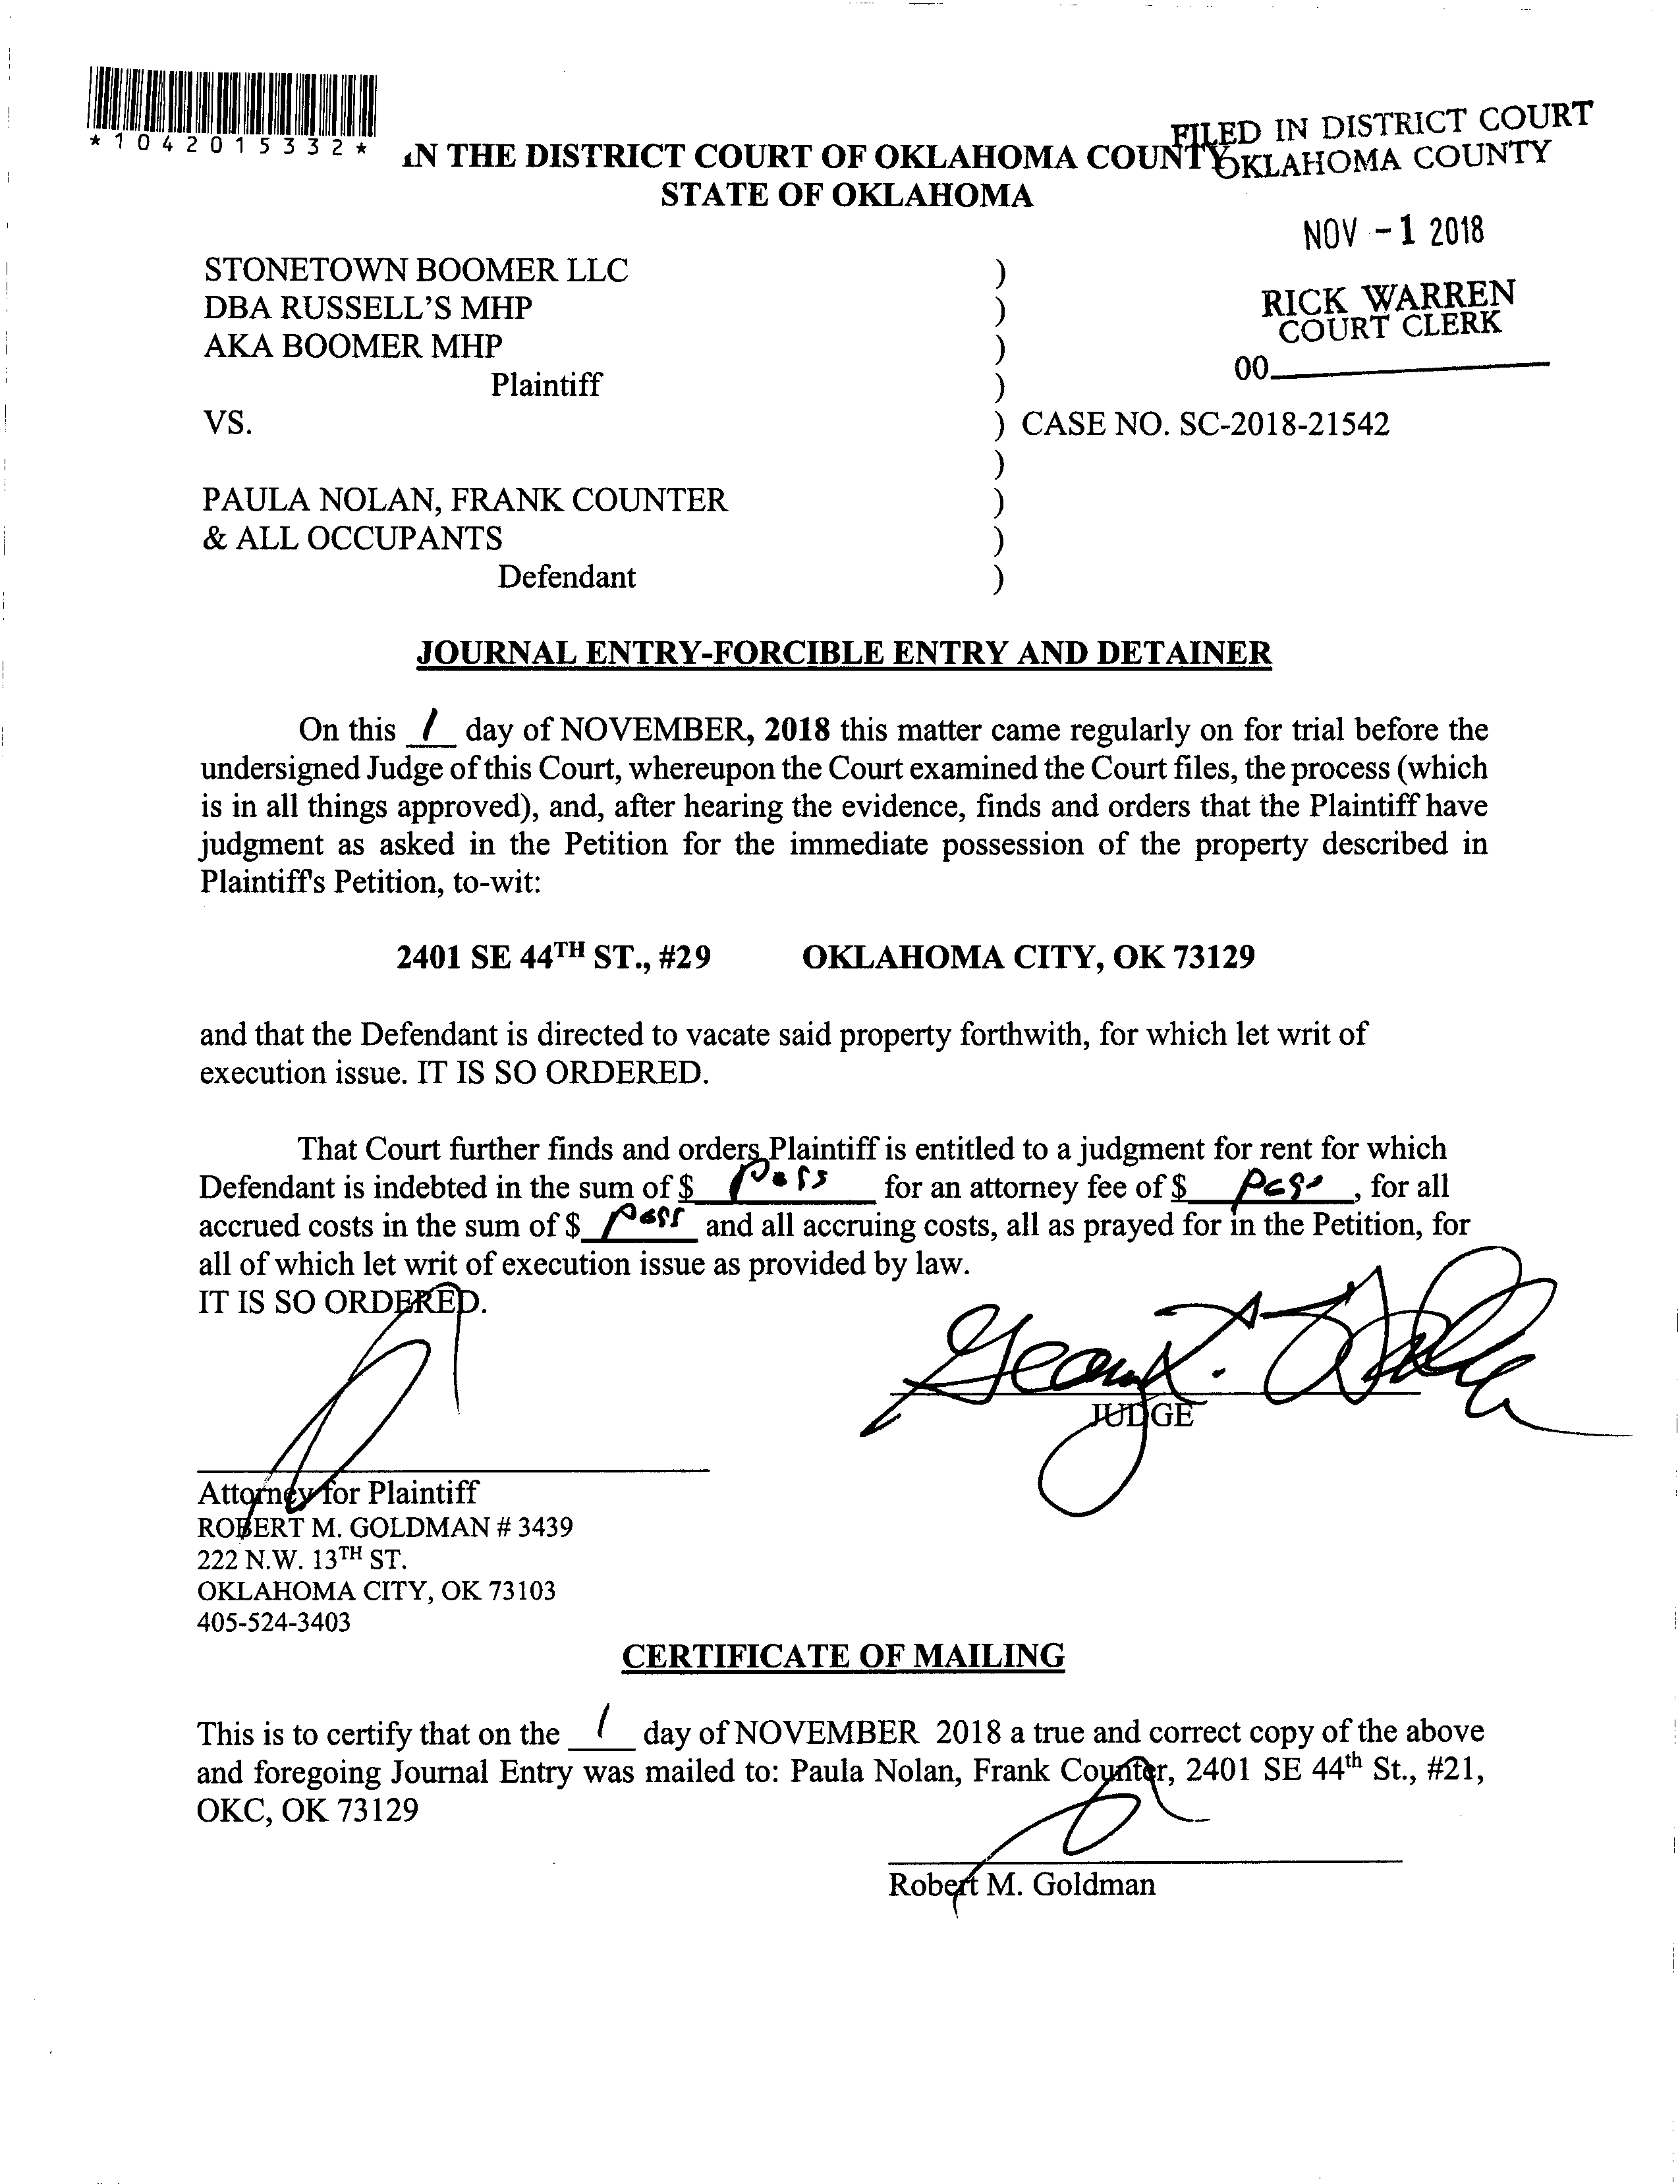 *1042015332*
IN THE DISTRICT COURT OF OKLAHOMA COUNTY
STATE OF OKLAHOMA
FILED IN DISTRICT COURT
OKLAHOMA COUNTY
NOV -1 2018
RICK WARREN
COURT CLERK
00
STONETOWN BOOMER LLC )
DBA RUSSELL'S MHP )
AKA BOOMER MHP )
Plaintiff )
VS. ) CASE NO. SC-2018-21542
)
PAULA NOLAN, FRANK COUNTER )
& ALL OCCUPANTS )
Defendant )
JOURNAL ENTRY-FORCIBLE ENTRY AND DETAINER
On this 1 day of NOVEMBER, 2018 this matter came regularly on for trial before the
undersigned Judge of this Court, whereupon the Court examined the Court files, the process (which
is in all things approved), and, after hearing the evidence, finds and orders that the Plaintiff have
judgment as asked in the Petition for the immediate possession of the property described in
Plaintiff's Petition, to-wit:
2401 SE 44TH ST., #29 OKLAHOMA CITY, OK 73129
and that the Defendant is directed to vacate said property forthwith, for which let writ of
execution issue. IT IS SO ORDERED.
That Court further finds and orders Plaintiff is entitled to a judgment for rent for which
Defendant is indebted in the sum of $ pass for an attorney fee of $ pass, for all
accrued costs in the sum of $ pass and all accruing costs, all as prayed for in the Petition, for
all of which let writ of execution issue as provided by law.
IT IS SO ORDERED.
JUDGE
Attorney for Plaintiff
ROBERT M. GOLDMAN # 3439
222 N.W. 13TH ST.
OKLAHOMA CITY, OK 73103
405-524-3403
CERTIFICATE OF MAILING
This is to certify that on the 1 day of NOVEMBER 2018 a true and correct copy of the above
and foregoing Journal Entry was mailed to: Paula Nolan, Frank Counter, 2401 SE 44th St., #21,
OKC, OK 73129
Robert M. Goldman